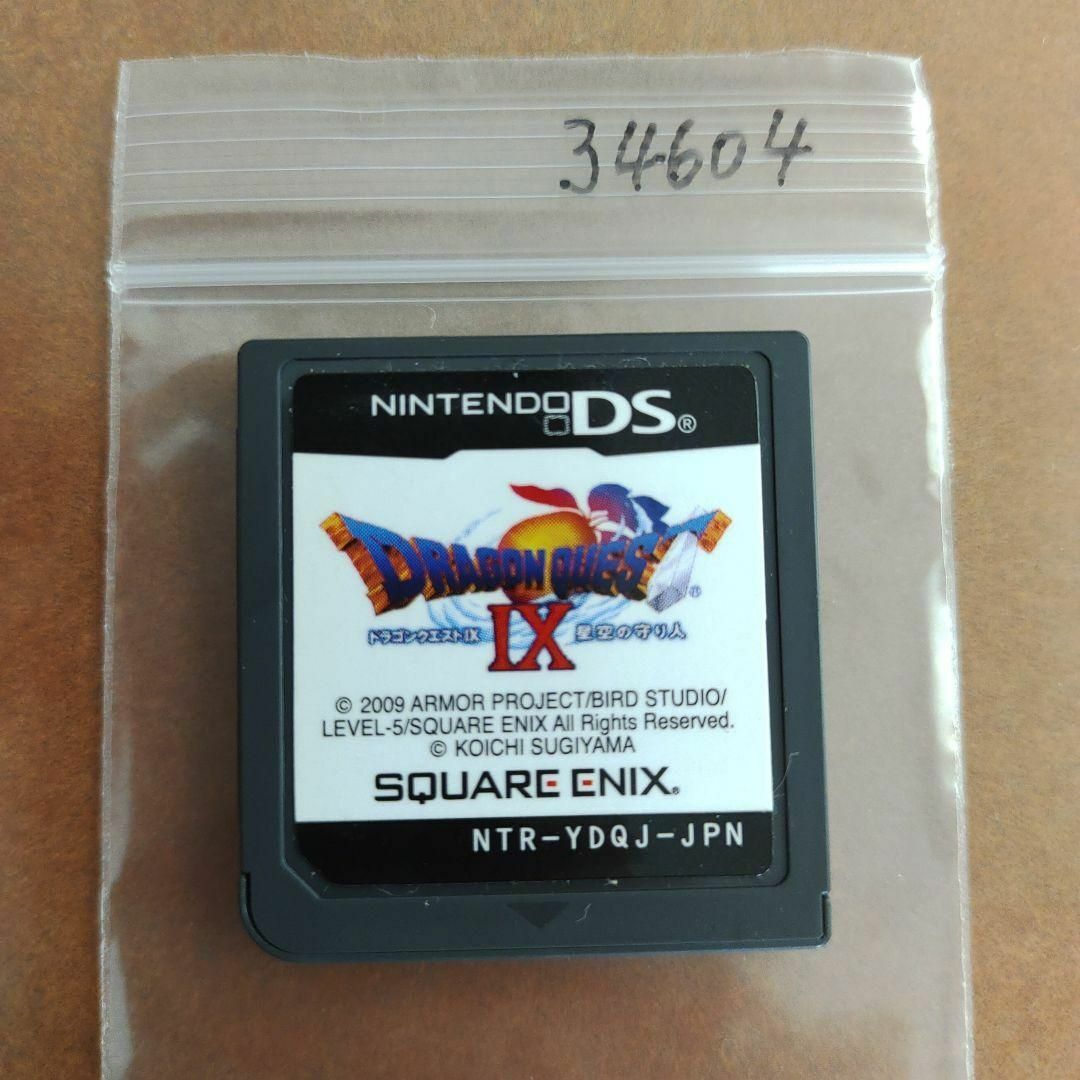 34604
NINTENDO DS®
DRAGON QUEST®
IX
ドラゴンクエストIX 星空の守り人
© 2009 ARMOR PROJECT/BIRD STUDIO/
LEVEL-5/SQUARE ENIX All Rights Reserved.
© KOICHI SUGIYAMA
SQUARE ENIX®
NTR-YDQJ-JPN